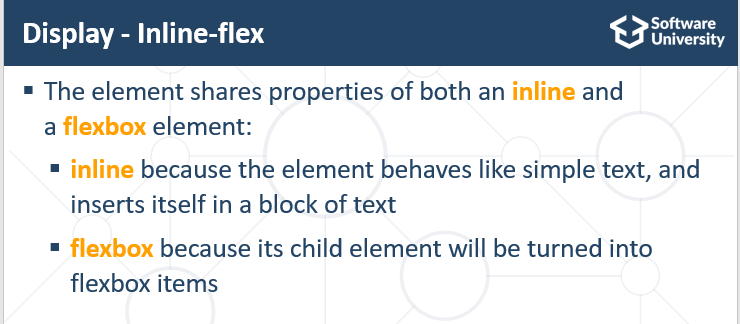 Display - Inline-flex
Software
University
▪ The element shares properties of both an inline and
a flexbox element:
▪ inline because the element behaves like simple text, and
inserts itself in a block of text
▪ flexbox because its child element will be turned into
flexbox items